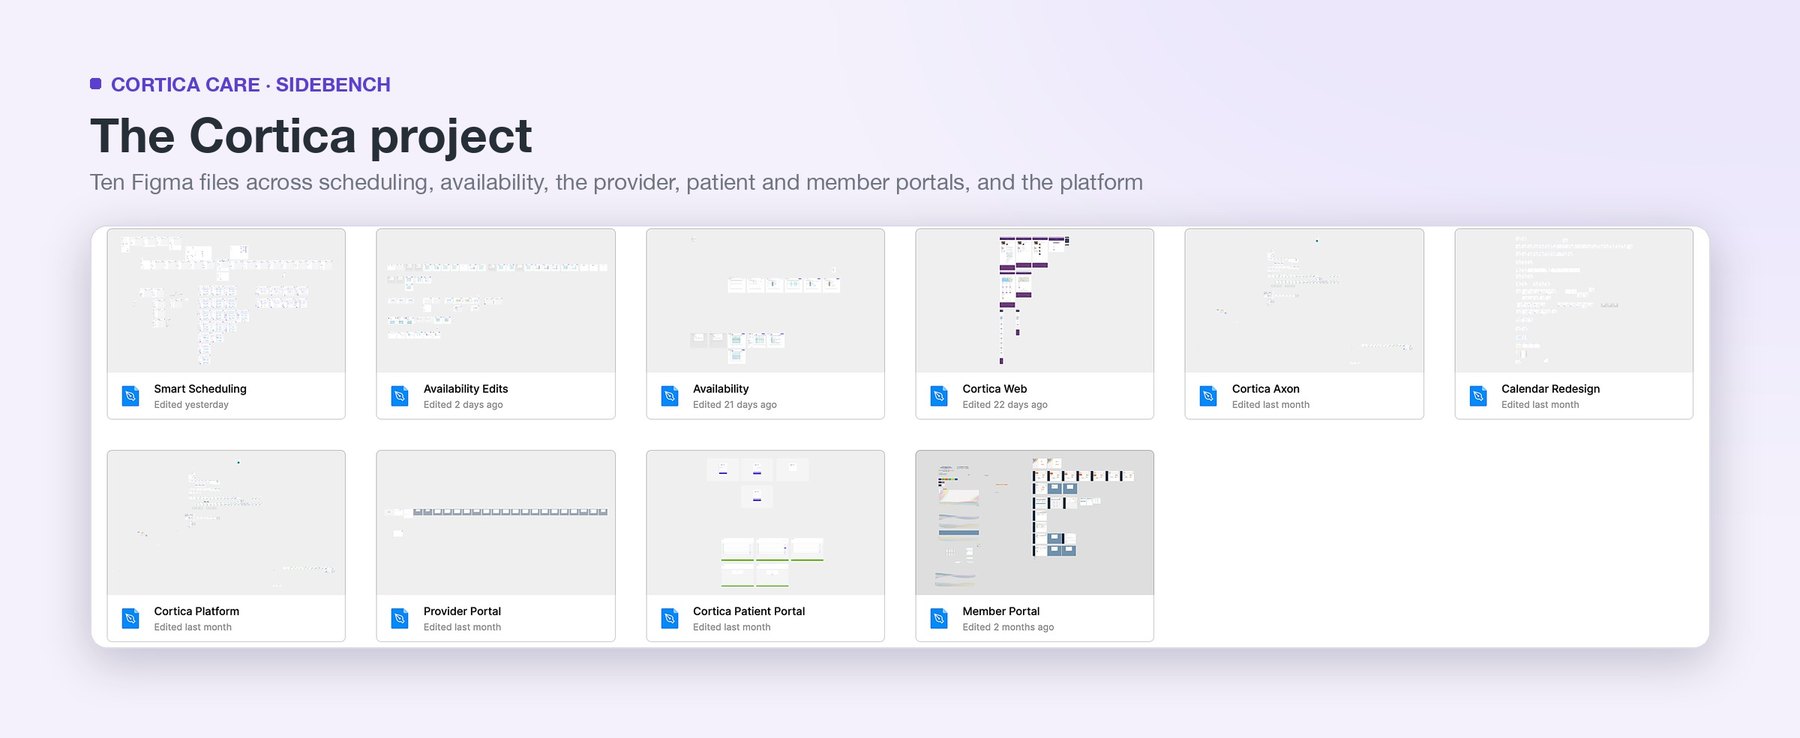 CORTICA CARE · SIDEBENCH
The Cortica project
Ten Figma files across scheduling, availability, the provider, patient and member portals, and the platform
Smart Scheduling
Edited yesterday
Availability Edits
Edited 2 days ago
Availability
Edited 21 days ago
Cortica Web
Edited 22 days ago
Cortica Axon
Edited last month
Calendar Redesign
Edited last month
Cortica Platform
Edited last month
Provider Portal
Edited last month
Cortica Patient Portal
Edited last month
Member Portal
Edited 2 months ago